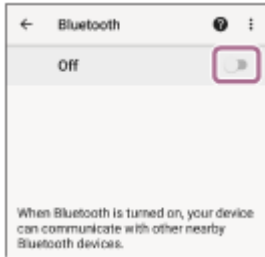 Bluetooth
Off
When Bluetooth is turned on, your device
can communicate with other nearby
Bluetooth devices.